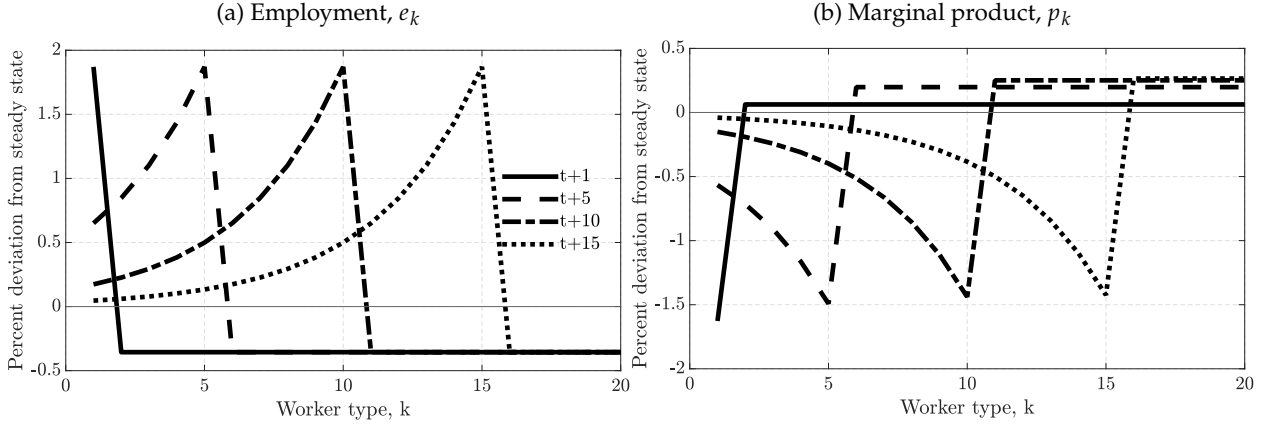 (a) Employment, e_k
Percent deviation from steady state
2
1.5
1
0.5
0
-0.5
0
5
10
15
20
Worker type, k
t+1
t+5
t+10
t+15
(b) Marginal product, p_k
Percent deviation from steady state
0.5
0
-0.5
-1
-1.5
-2
0
5
10
15
20
Worker type, k